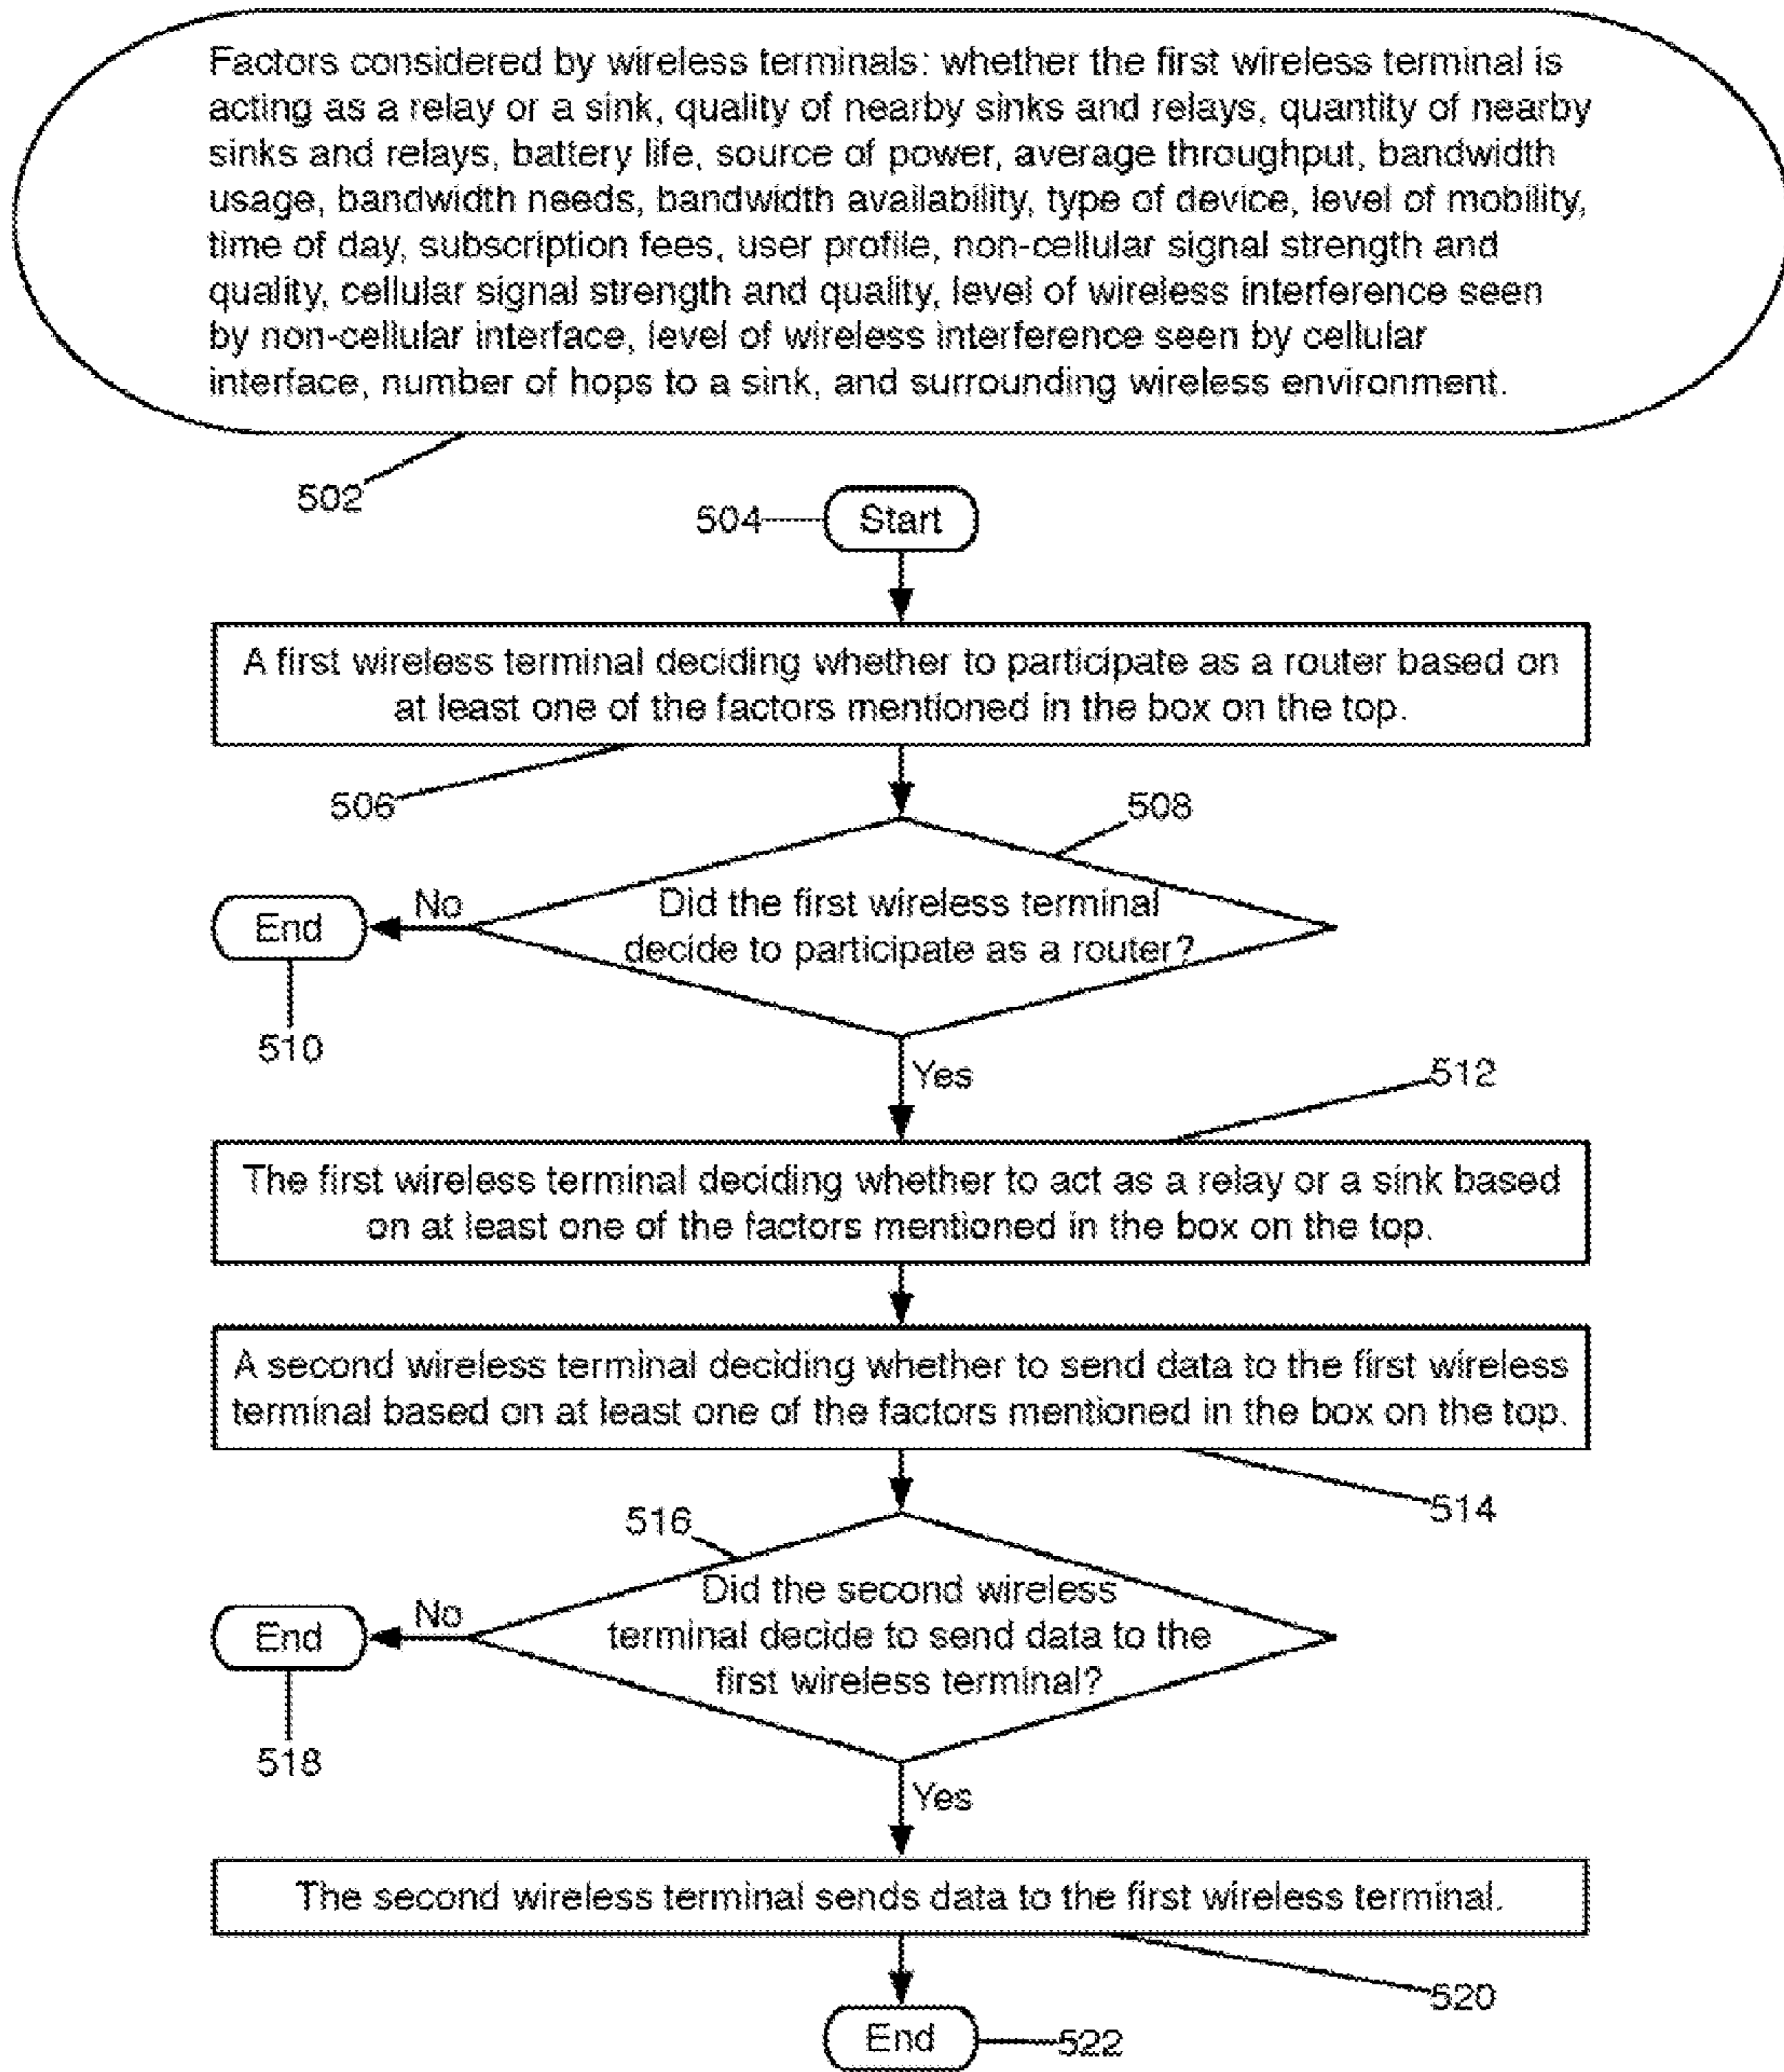 Factors considered by wireless terminals: whether the first wireless terminal is
acting as a relay or a sink, quality of nearby sinks and relays, quantity of nearby
sinks and relays, battery life, source of power, average throughput, bandwidth
usage, bandwidth needs, bandwidth availability, type of device, level of mobility,
time of day, subscription fees, user profile, non-cellular signal strength and
quality, cellular signal strength and quality, level of wireless interference seen
by non-cellular interface, level of wireless interference seen by cellular
interface, number of hops to a sink, and surrounding wireless environment.
502
504
Start
A first wireless terminal deciding whether to participate as a router based on
at least one of the factors mentioned in the box on the top.
506
508
Did the first wireless terminal
decide to participate as a router?
No
End
510
Yes
512
The first wireless terminal deciding whether to act as a relay or a sink based
on at least one of the factors mentioned in the box on the top.
A second wireless terminal deciding whether to send data to the first wireless
terminal based on at least one of the factors mentioned in the box on the top.
514
516
Did the second wireless
terminal decide to send data to the
first wireless terminal?
No
End
518
Yes
The second wireless terminal sends data to the first wireless terminal.
520
End
522